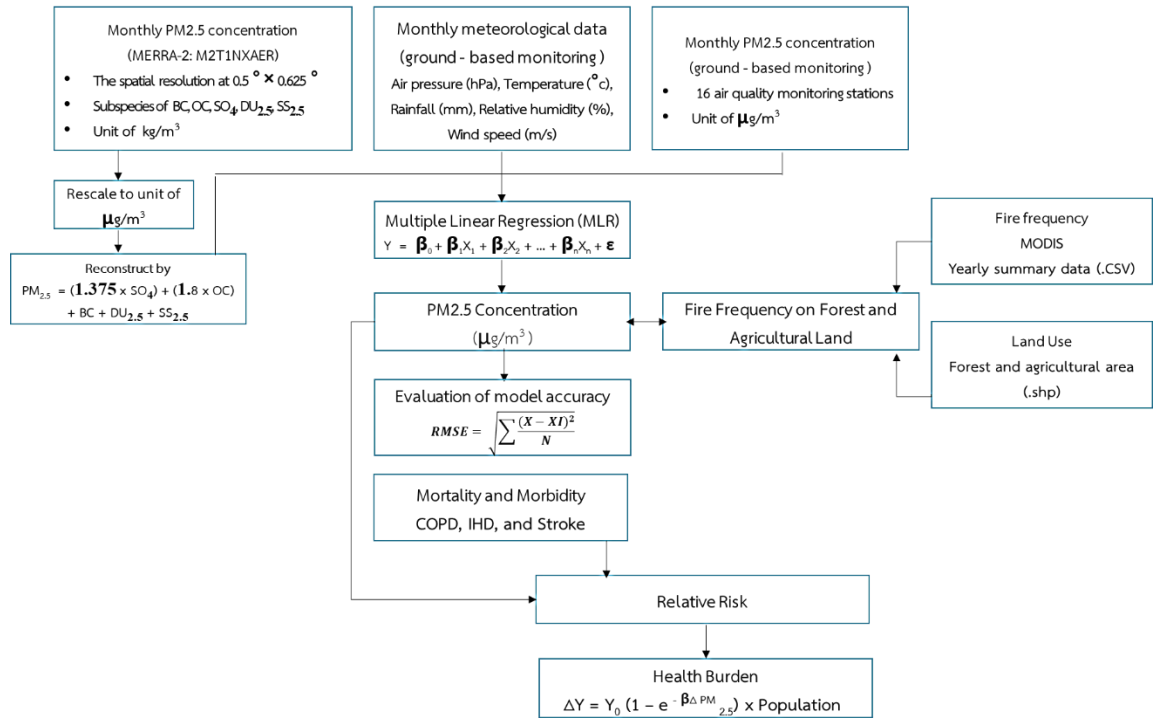 Monthly PM2.5 concentration
(MERRA-2: M2T1NXAER)
• The spatial resolution at 0.5 ° × 0.625 °
• Subspecies of BC, OC, SO₄, DU₂.₅, SS₂.₅
• Unit of kg/m³
Monthly meteorological data
(ground - based monitoring)
Air pressure (hPa), Temperature (°c),
Rainfall (mm), Relative humidity (%),
Wind speed (m/s)
Monthly PM2.5 concentration
(ground - based monitoring)
• 16 air quality monitoring stations
• Unit of µg/m³
Rescale to unit of
µg/m³
Reconstruct by
PM₂.₅ = (1.375 x SO₄) + (1.8 x OC)
+ BC + DU₂.₅ + SS₂.₅
Multiple Linear Regression (MLR)
Y = β₀ + β₁X₁ + β₂X₂ + ... + βₙXₙ + ε
PM2.5 Concentration
(µg/m³)
Fire Frequency on Forest and
Agricultural Land
Fire frequency
MODIS
Yearly summary data (.CSV)
Land Use
Forest and agricultural area
(.shp)
Evaluation of model accuracy
RMSE = √∑ (X − XI)² / N
Mortality and Morbidity
COPD, IHD, and Stroke
Relative Risk
Health Burden
ΔY = Y₀ (1 – e ^- βΔ PM ₂.₅) x Population